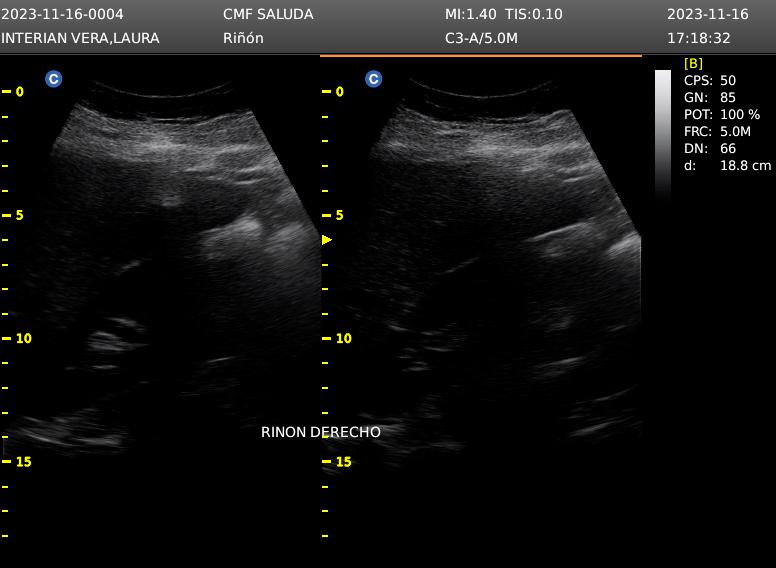 2023-11-16-0004 CMF SALUDA MI:1.40 TIS:0.10 2023-11-16
INTERIAN VERA,LAURA Riñón C3-A/5.0M 17:18:32
[B]
CPS: 50
GN: 85
POT: 100 %
FRC: 5.0M
DN: 66
d: 18.8 cm
C
C
0
0
5
5
10
10
RINON DERECHO
15
15